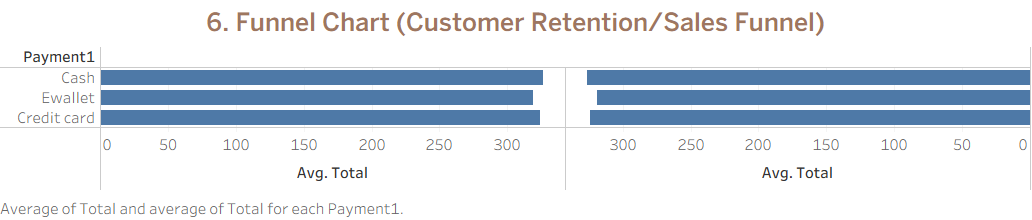 6. Funnel Chart (Customer Retention/Sales Funnel)
Payment1
Cash
Ewallet
Credit card
0 50 100 150 200 250 300 300 250 200 150 100 50 0
Avg. Total Avg. Total
Average of Total and average of Total for each Payment1.